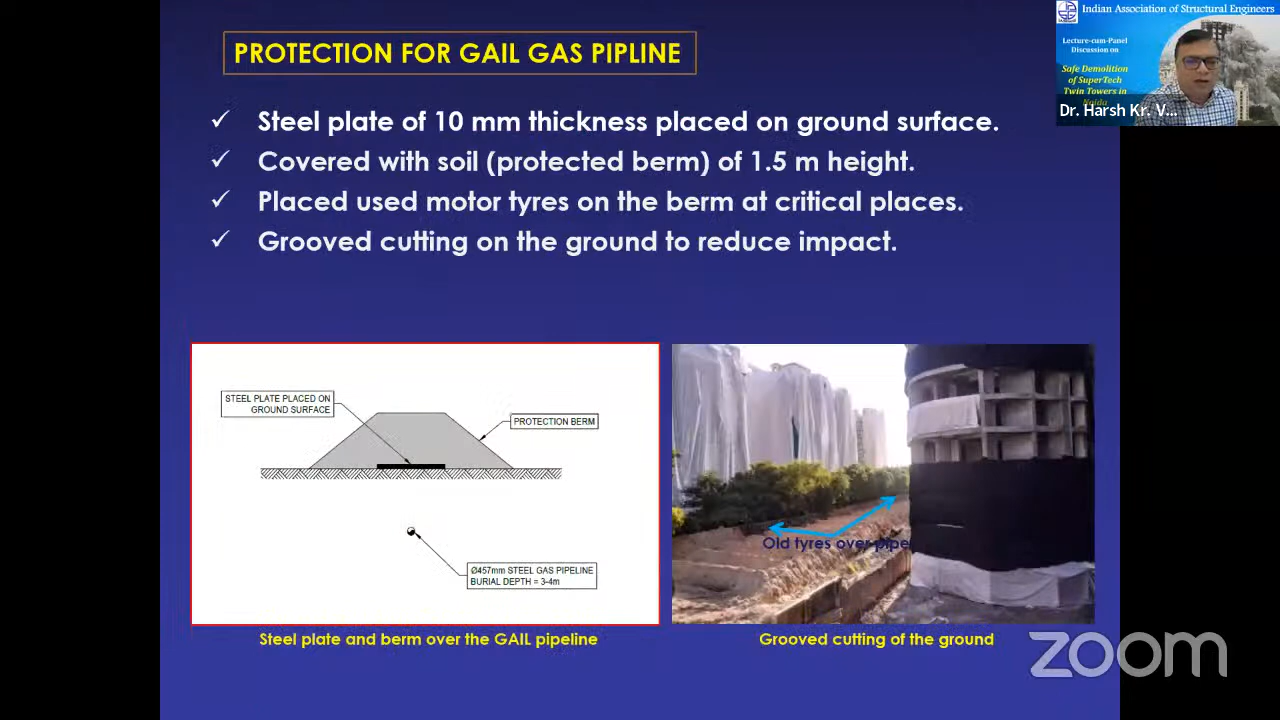 PROTECTION FOR GAIL GAS PIPLINE
✓ Steel plate of 10 mm thickness placed on ground surface.
✓ Covered with soil (protected berm) of 1.5 m height.
✓ Placed used motor tyres on the berm at critical places.
✓ Grooved cutting on the ground to reduce impact.
STEEL PLATE PLACED ON
GROUND SURFACE
PROTECTION BERM
Ø457mm STEEL GAS PIPELINE
BURIAL DEPTH = 3-4m
Steel plate and berm over the GAIL pipeline
Old tyres over pipe
Grooved cutting of the ground
Indian Association of Structural Engineers
Lecture-cum-Panel
Discussion on
Safe Demolition
of SuperTech
Twin Towers in
Noida
Dr. Harsh Kr. V...
zoom